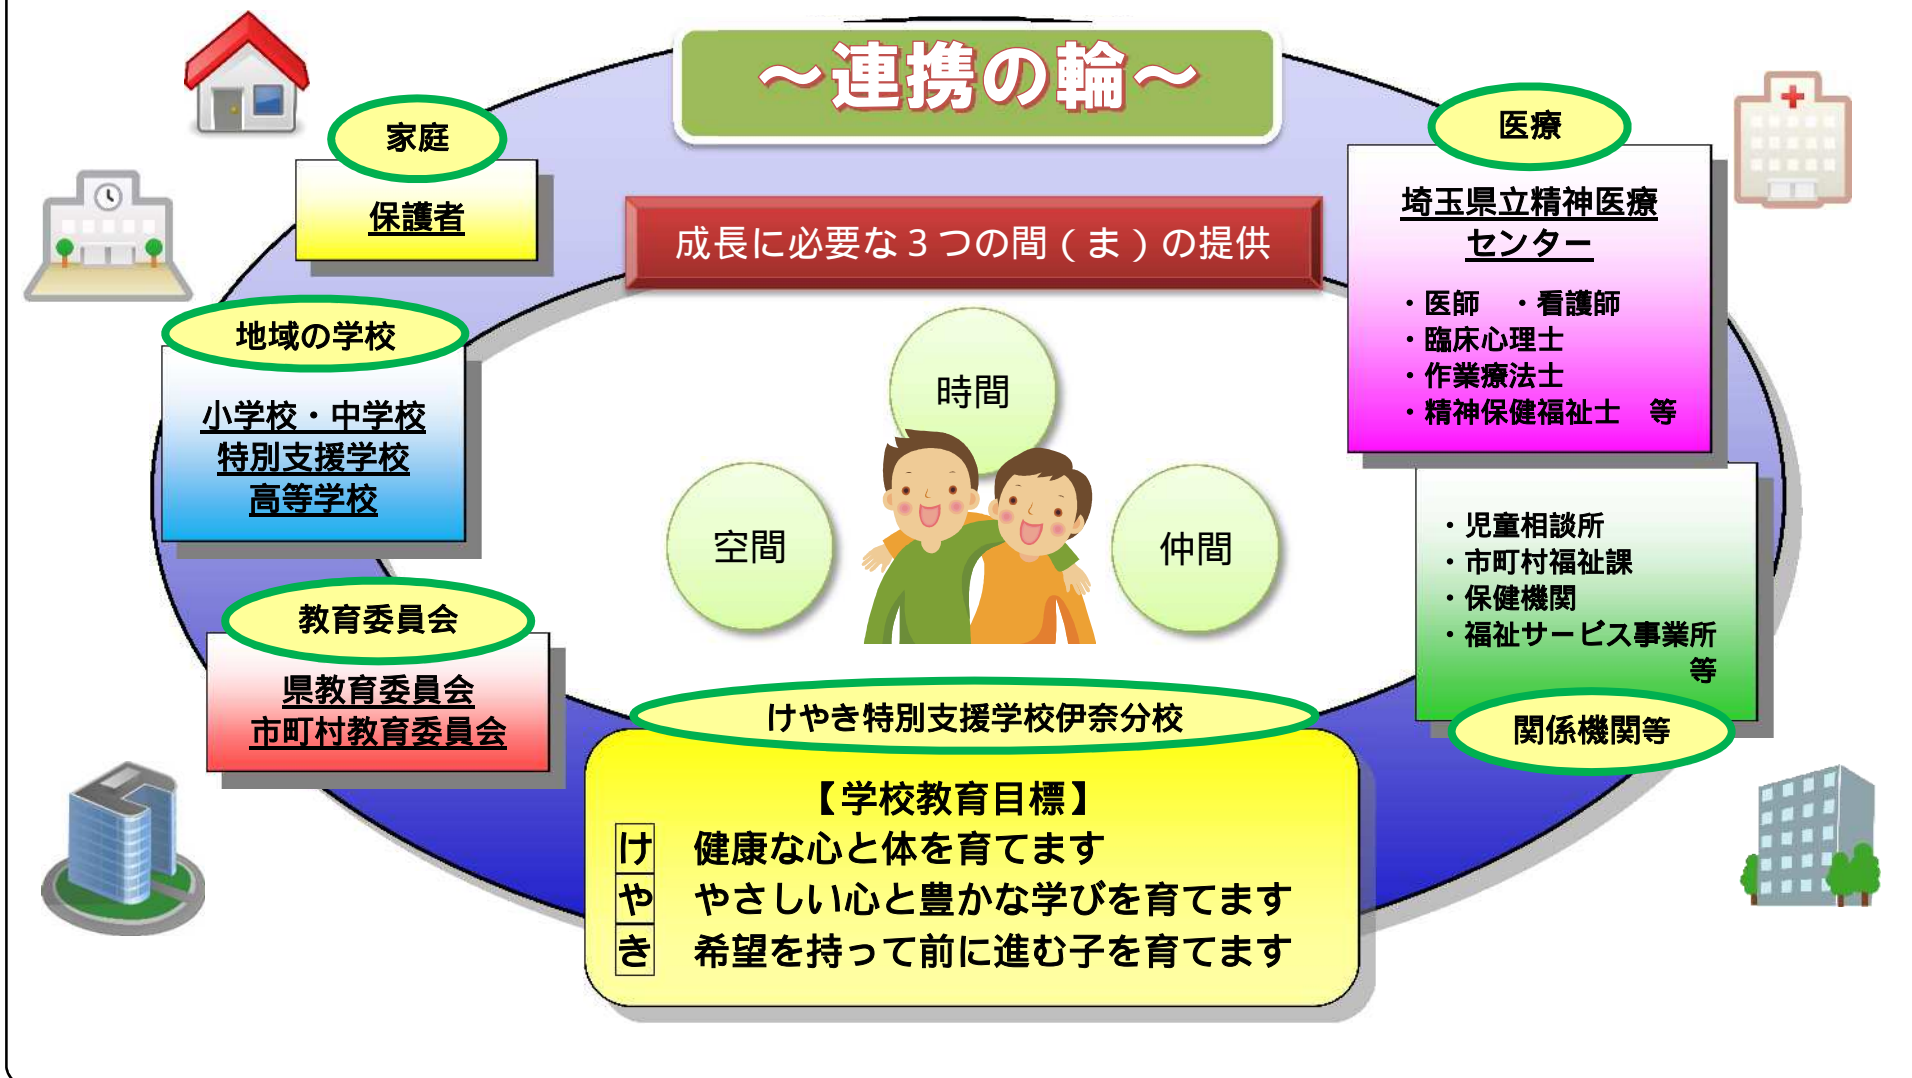 ～連携の輪～
成長に必要な３つの間（ま）の提供
家庭
保護者
地域の学校
小学校・中学校
特別支援学校
高等学校
教育委員会
県教育委員会
市町村教育委員会
時間
空間
仲間
医療
埼玉県立精神医療
センター
・医師　・看護師
・臨床心理士
・作業療法士
・精神保健福祉士　等
・児童相談所
・市町村福祉課
・保健機関
・福祉サービス事業所
等
関係機関等
けやき特別支援学校伊奈分校
【学校教育目標】
け　健康な心と体を育てます
や　やさしい心と豊かな学びを育てます
き　希望を持って前に進む子を育てます